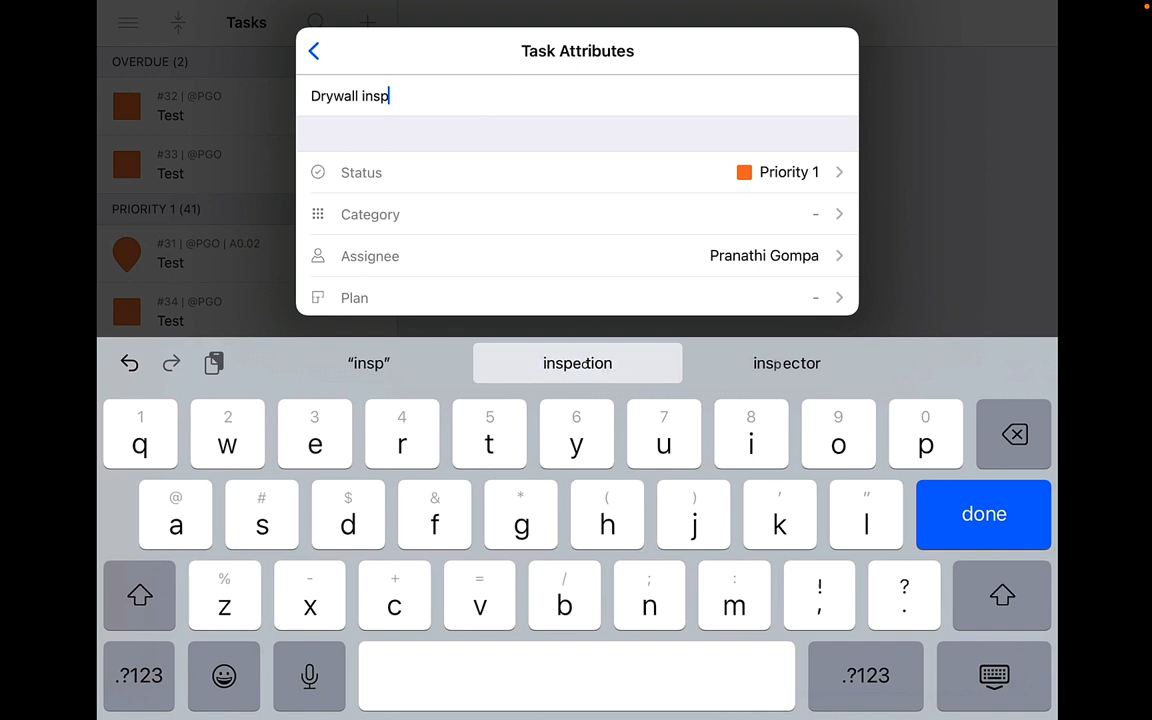 Tasks
OVERDUE (2)
#32 | @PGO
Test
#33 | @PGO
Test
PRIORITY 1 (41)
#31 | @PGO | A0.02
Test
#34 | @PGO
Test
Task Attributes
Drywall insp
Status Priority 1
Category -
Assignee Pranathi Gompa
Plan -
“insp” inspection inspector
1 2 3 4 5 6 7 8 9 0
q w e r t y u i o p
@ # $ & * ( ) ' "
a s d f g h j k l done
% - + = / ; : ! ?
z x c v b n m , .
.?123 .?123